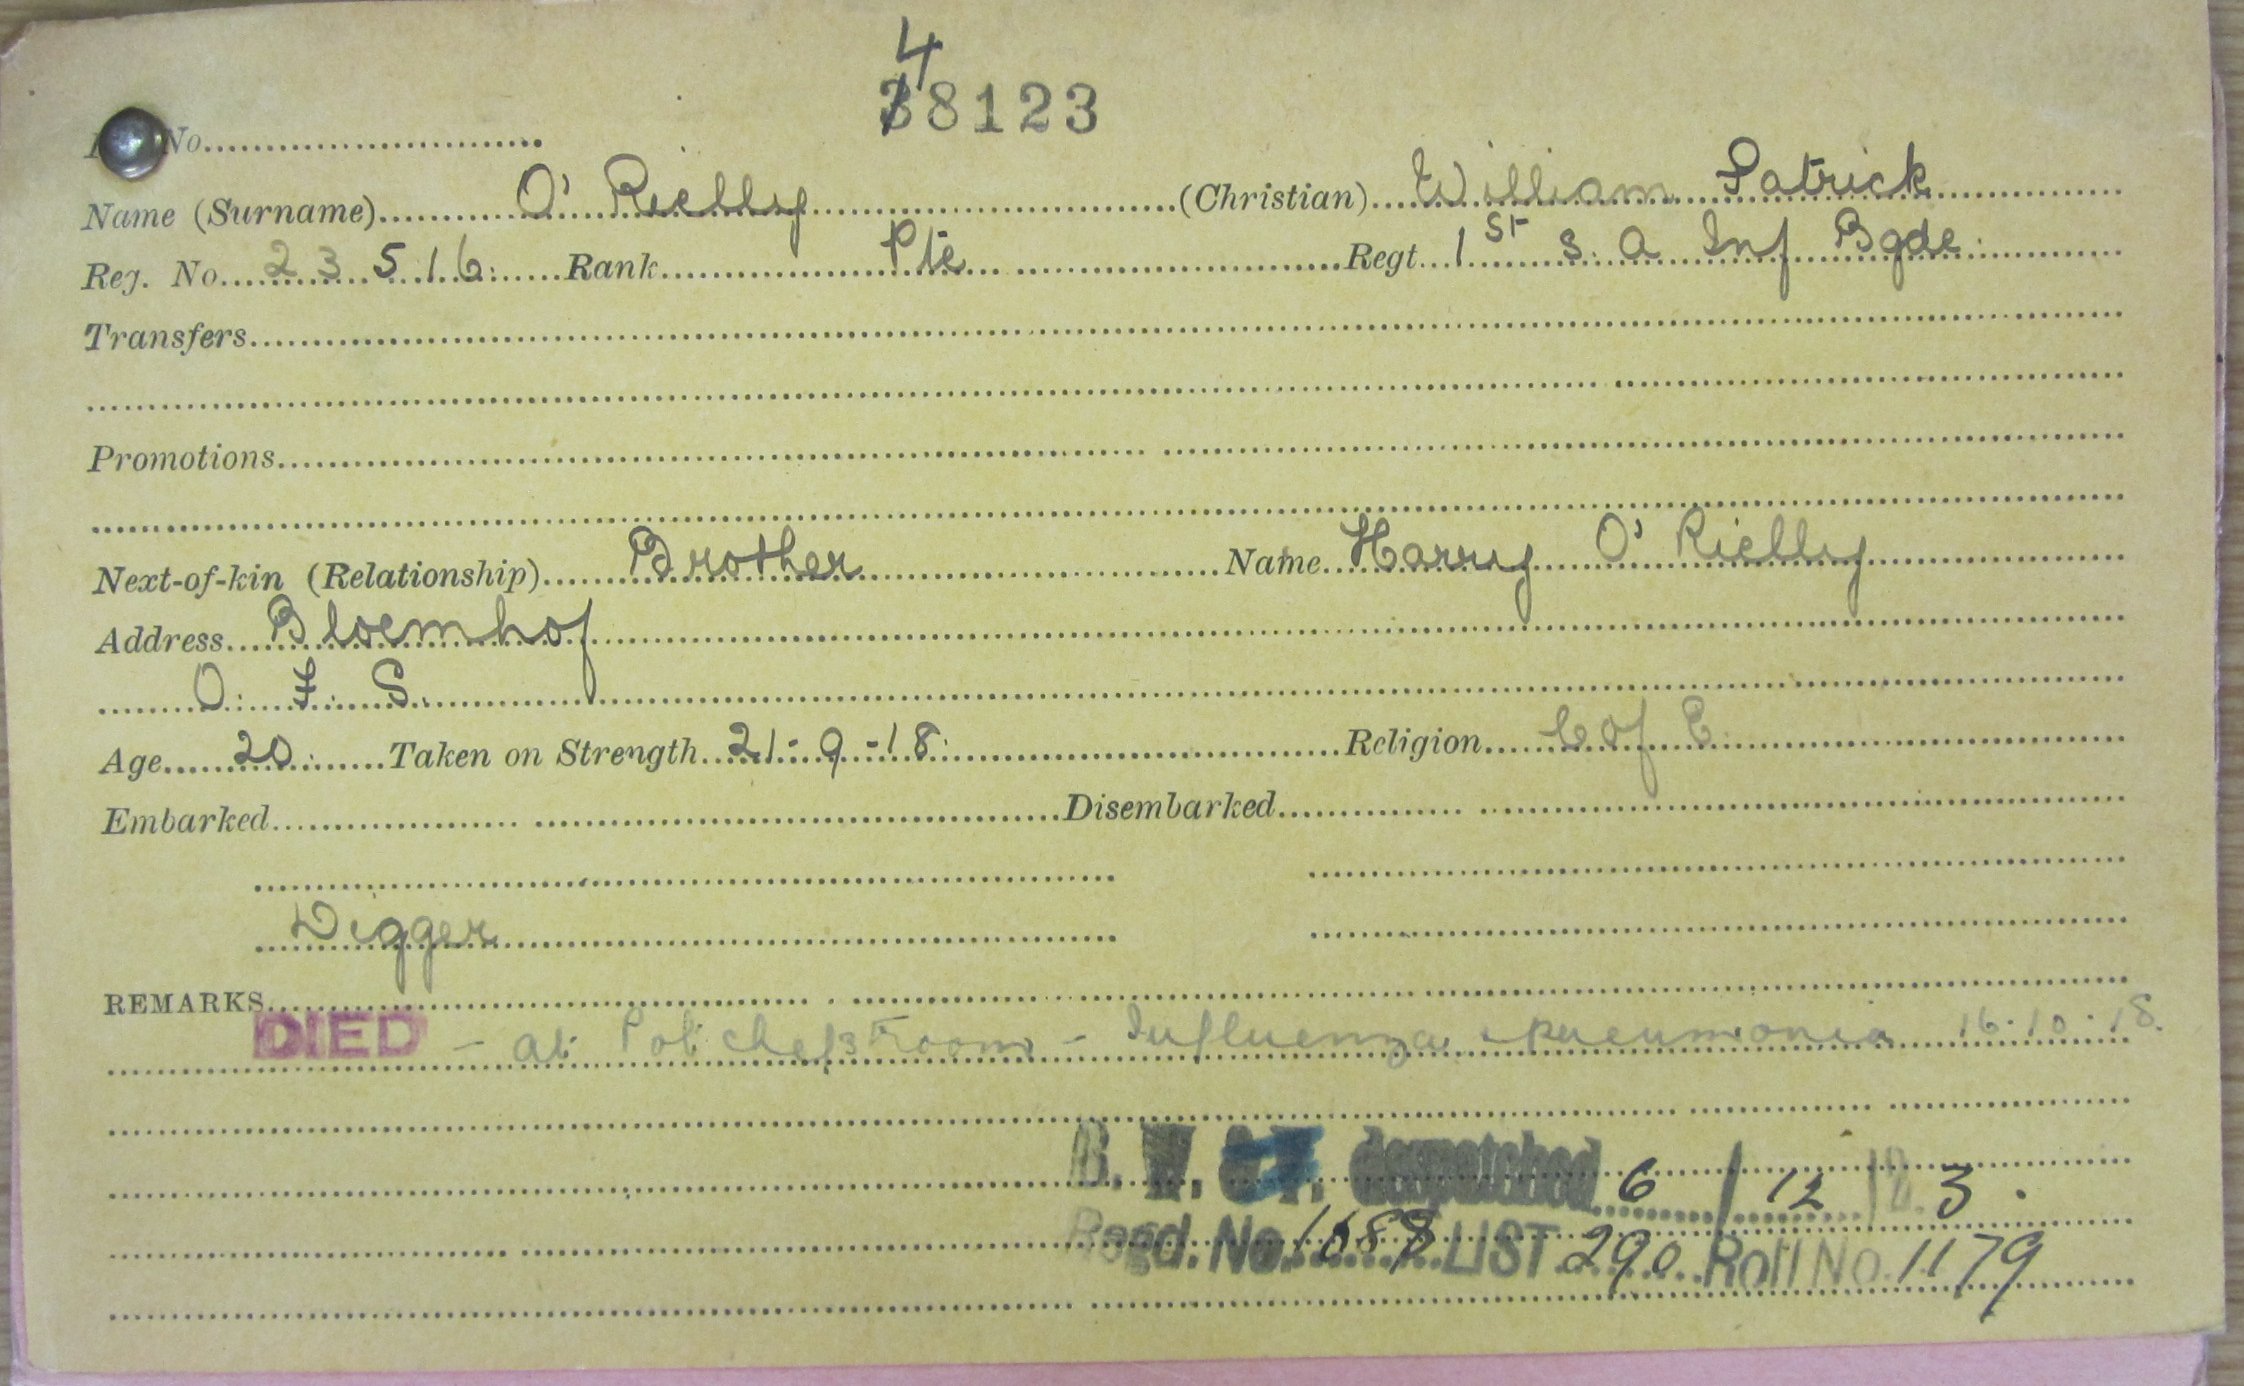 4
38123
No.
Name (Surname) O' Rielly (Christian) William Patrick
Reg. No. 23516. Rank Pte Regt. 1st S. A Inf Bgde.
Transfers
Promotions
Next-of-kin (Relationship) Brother Name Harry O' Rielly
Address Bloemhof
O. F. S.
Age 20. Taken on Strength 21-9-18. Religion C of E.
Embarked Disembarked
Digger
REMARKS
DIED - at Potchefstroom - Influenza & pneumonia 16.10.18.
B. W. despatched 6/12/ 3.
Regd. No. LIST 290 Roll No. 1179